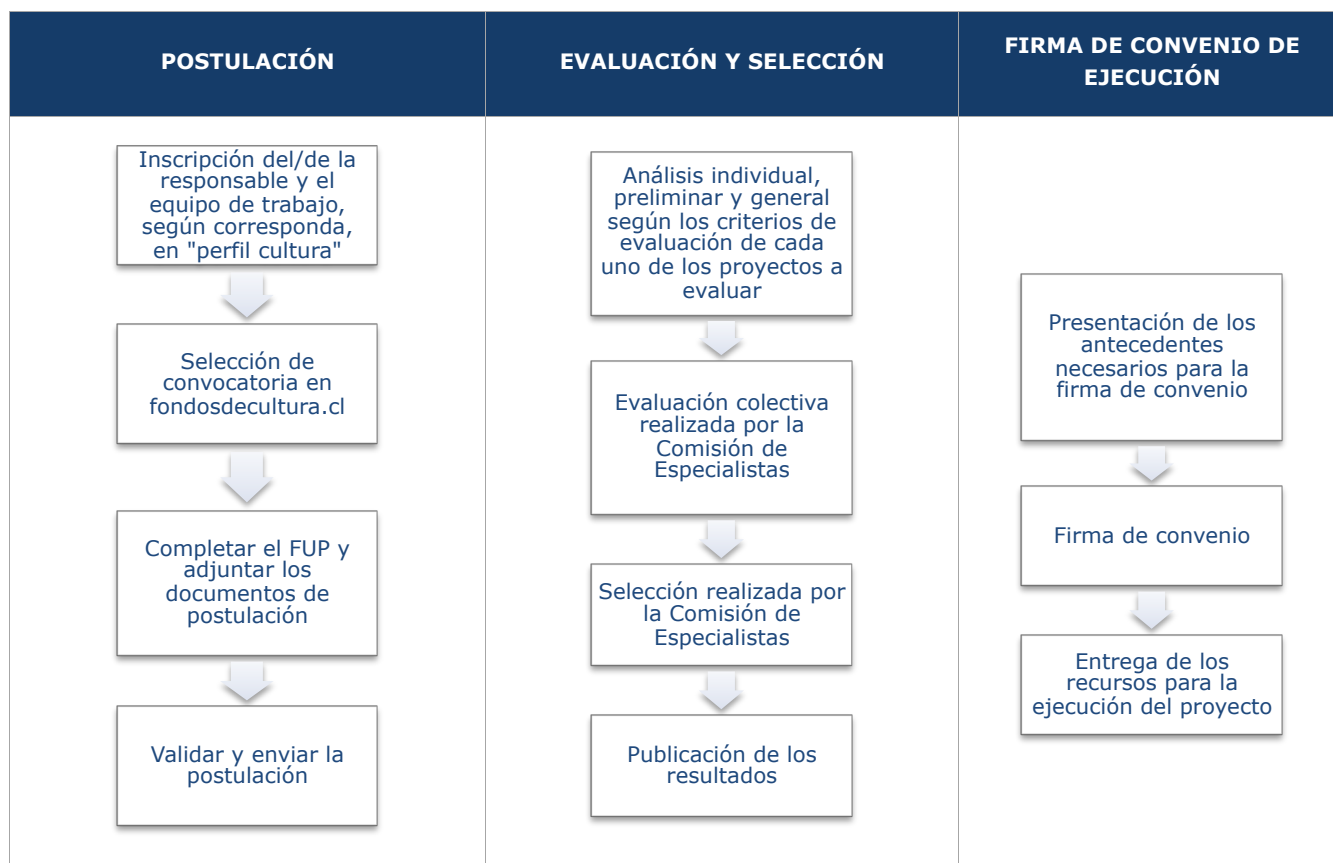 POSTULACIÓN
Inscripción del/de la
responsable y el
equipo de trabajo,
según corresponda,
en "perfil cultura"
Selección de
convocatoria en
fondosdecultura.cl
Completar el FUP y
adjuntar los
documentos de
postulación
Validar y enviar la
postulación
EVALUACIÓN Y SELECCIÓN
Análisis individual,
preliminar y general
según los criterios de
evaluación de cada
uno de los proyectos a
evaluar
Evaluación colectiva
realizada por la
Comisión de
Especialistas
Selección realizada por
la Comisión de
Especialistas
Publicación de los
resultados
FIRMA DE CONVENIO DE
EJECUCIÓN
Presentación de los
antecedentes
necesarios para la
firma de convenio
Firma de convenio
Entrega de los
recursos para la
ejecución del proyecto